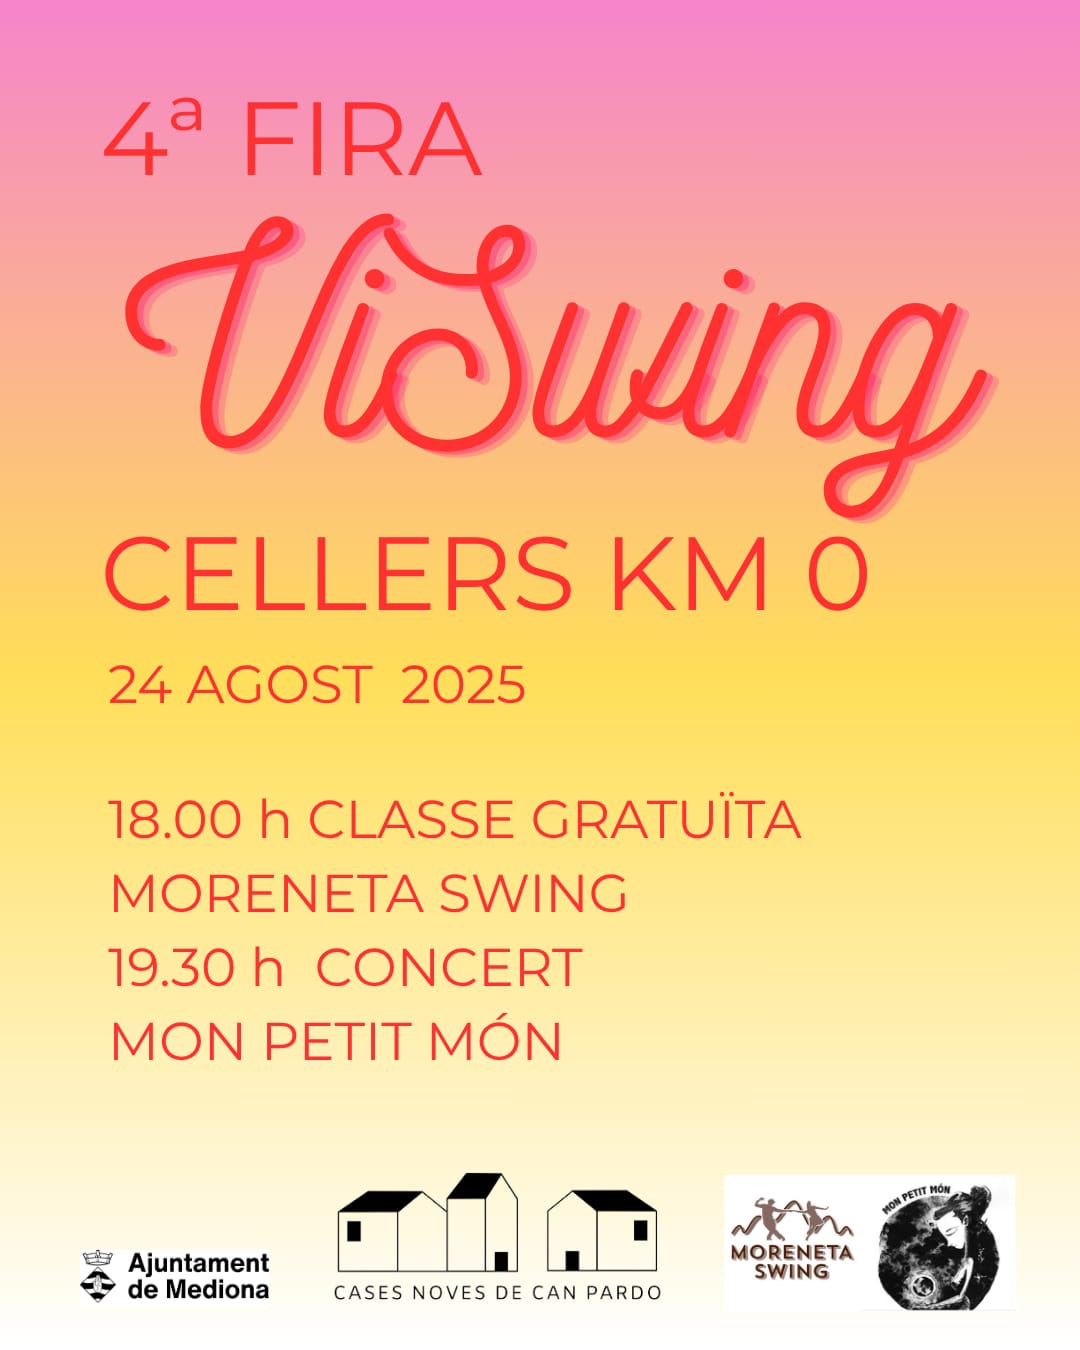 4ª FIRA
ViSwing
CELLERS KM 0
24 AGOST 2025
18.00 h CLASSE GRATUÏTA
MORENETA SWING
19.30 h CONCERT
MON PETIT MÓN
Ajuntament
de Mediona
CASES NOVES DE CAN PARDO
MORENETA
SWING
MON PETIT MÓN